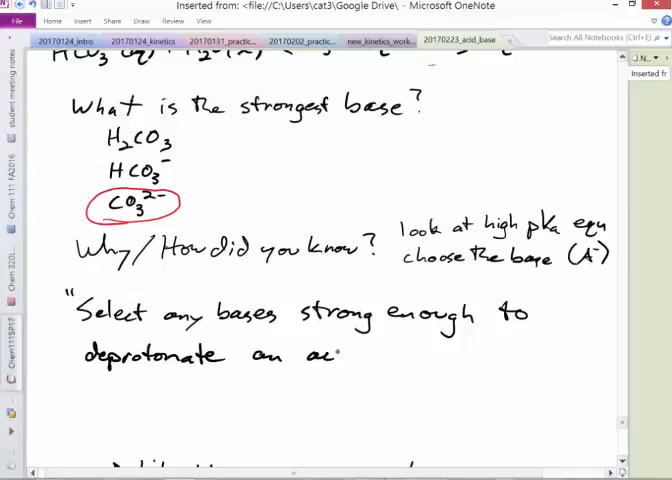 Inserted from: <file://C:\Users\cat3\Google Drive\ - Microsoft OneNote
File Home Insert Share Draw Review View
20170124_intro 20170124_kinetics 20170131_practic... 20170202_practic... new_kinetics_work... 20170223_acid_base
Search All Notebooks (Ctrl+E)
N...
Inserted fr
student meeting notes
Chem 111 FA2016
Chem 320L
Chem111SP17
What is the strongest base?
H₂CO₃
HCO₃⁻
CO₃²⁻
Why/How did you know?
look at high pka equ
choose the base (A⁻)
"Select any bases strong enough to
deprotonate an ac